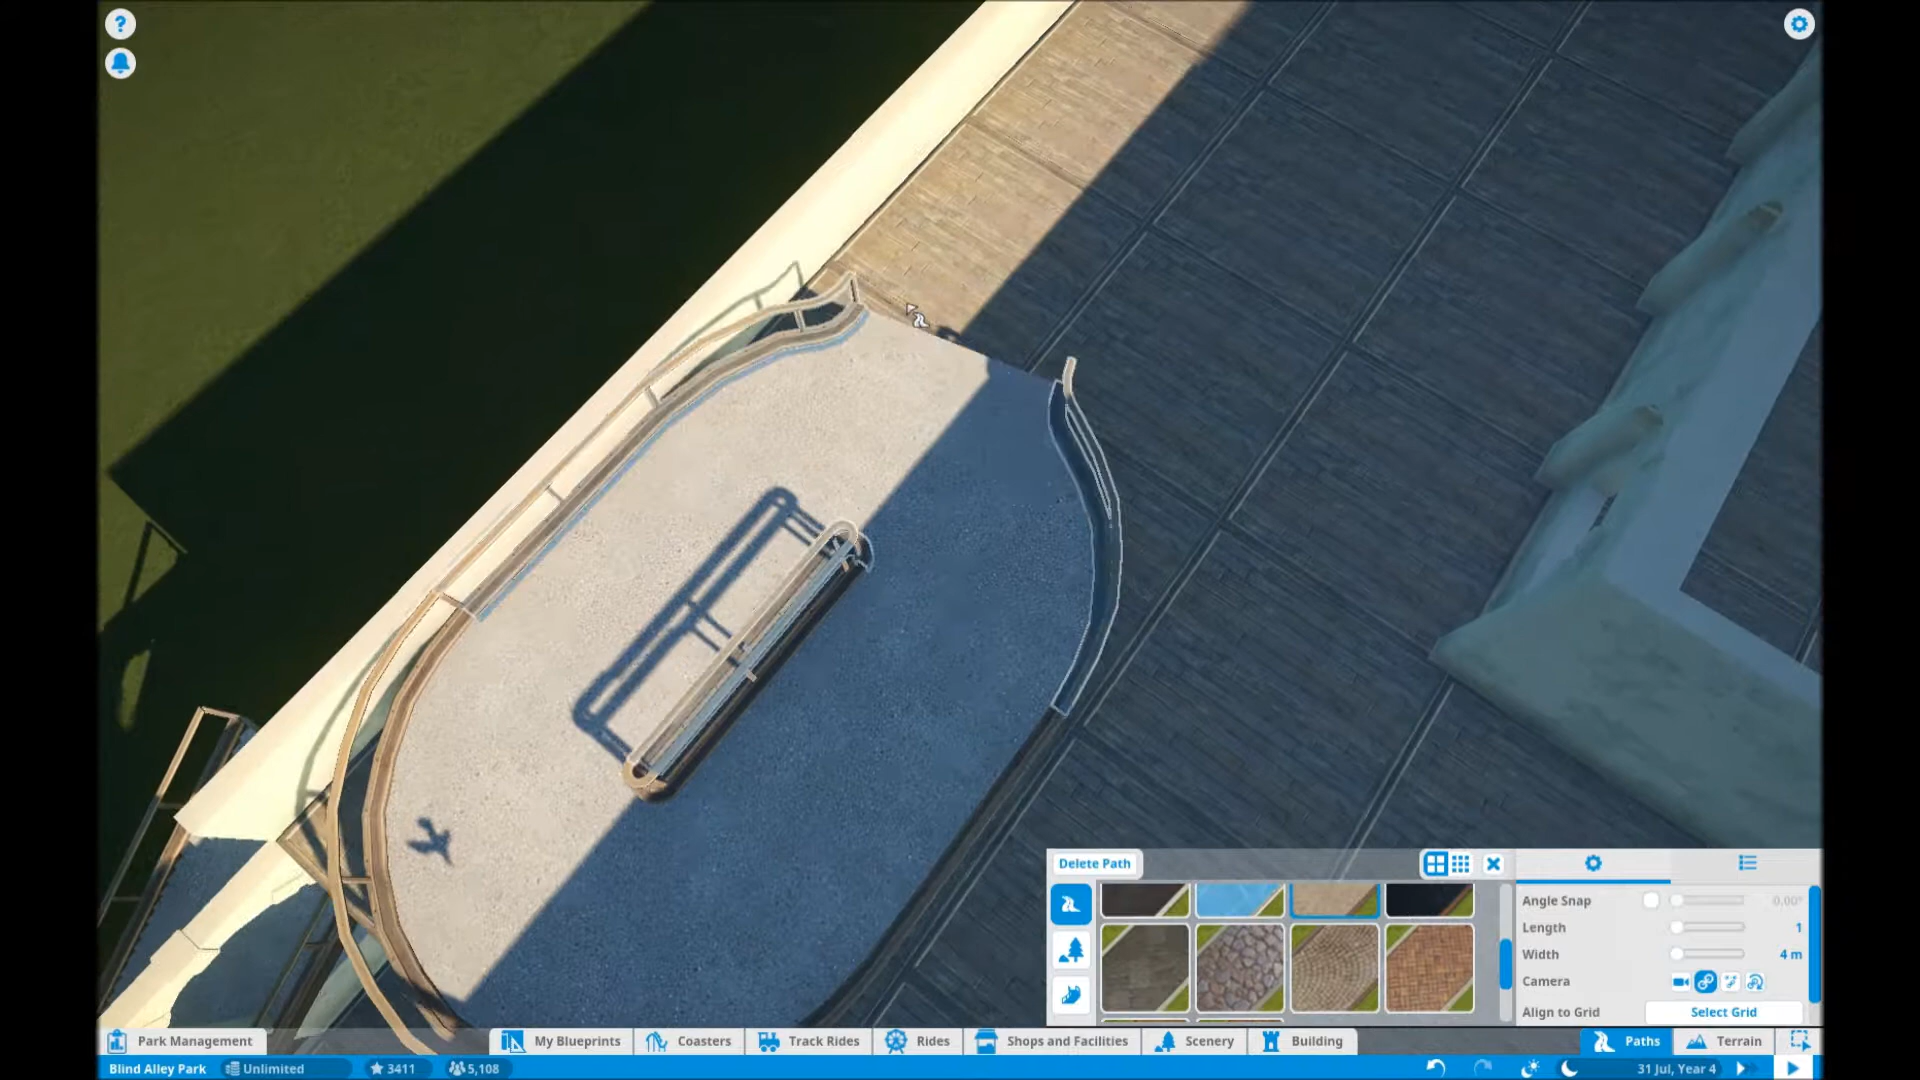 ?
Delete Path
Angle Snap 0.00°
Length 1
Width 4 m
Camera
Align to Grid Select Grid
Park Management My Blueprints Coasters Track Rides Rides Shops and Facilities Scenery Building Paths Terrain
Blind Alley Park Unlimited 3411 5,108 31 Jul, Year 4